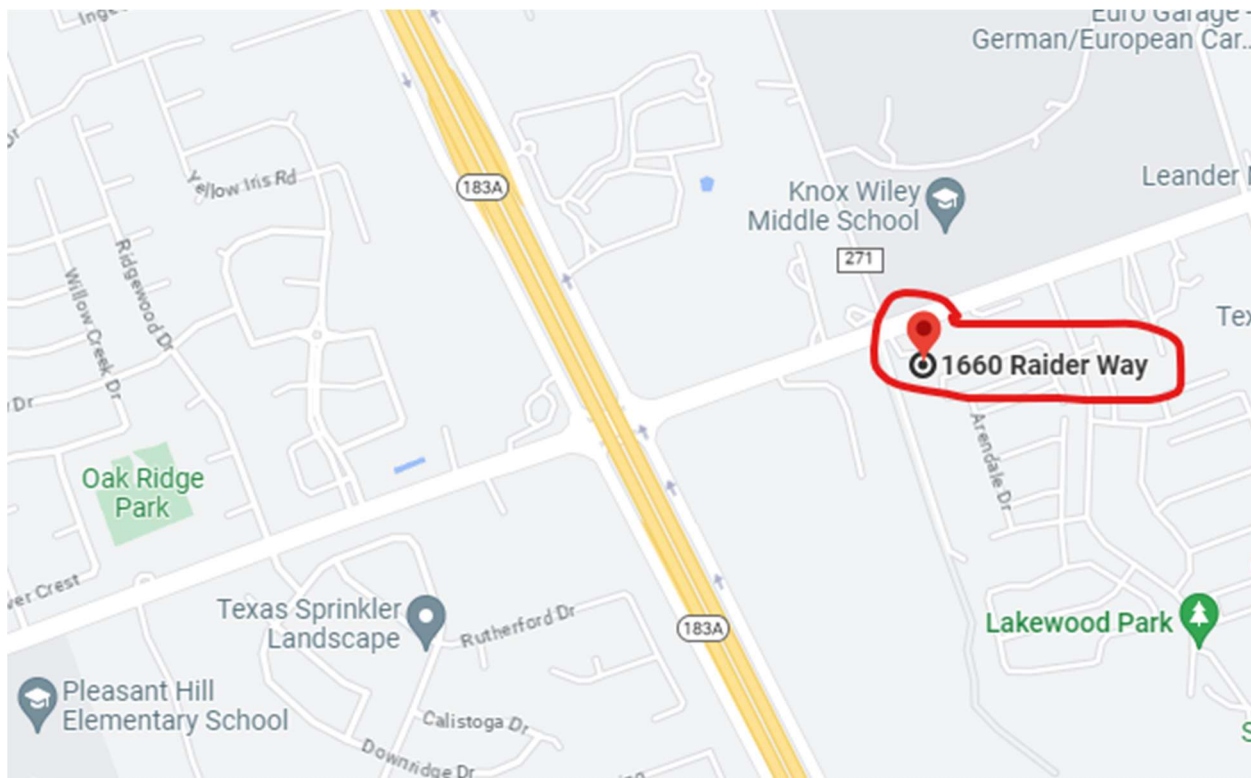 Euro Garage -
German/European Car...
Yellow Iris Rd
183A
Knox Wiley
Middle School
Leander
271
Ridgewood Dr
Willow Creek Dr
Tex
1660 Raider Way
Dr
Arendale Dr
Oak Ridge
Park
ver Crest
Texas Sprinkler
Landscape
Rutherford Dr
183A
Lakewood Park
Pleasant Hill
Elementary School
Calistoga Dr
Downridge Dr
S